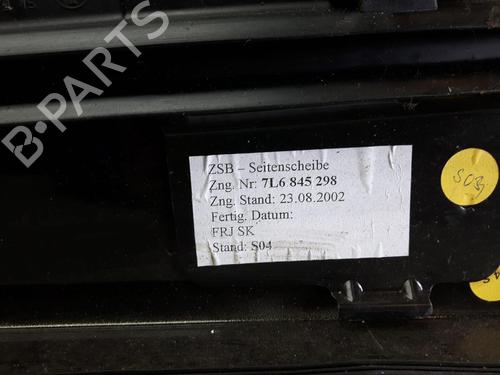 ZSB – Seitenscheibe
Zng. Nr: 7L6 845 298
Zng. Stand: 23.08.2002
Fertig. Datum:
FRJ SK
Stand: S04
B-Parts